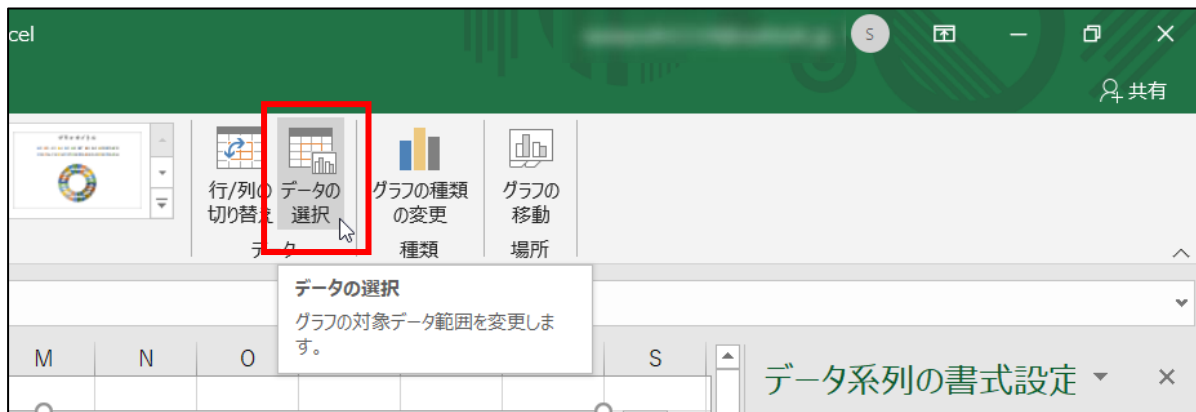 cel
S
共有
行/列の
切り替え
データの
選択
グラフの種類
の変更
グラフの
移動
データ
種類
場所
データの選択
グラフの対象データ範囲を変更しま
す。
M N O S
データ系列の書式設定